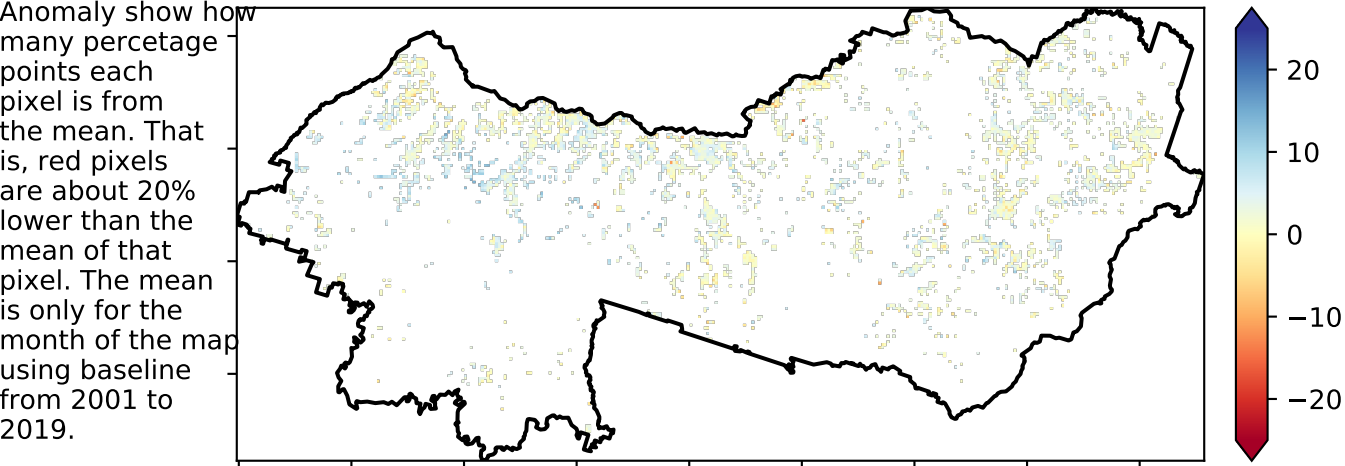 Anomaly show how
many percetage
points each
pixel is from
the mean. That
is, red pixels
are about 20%
lower than the
mean of that
pixel. The mean
is only for the
month of the map
using baseline
from 2001 to
2019.
20
10
0
−10
−20